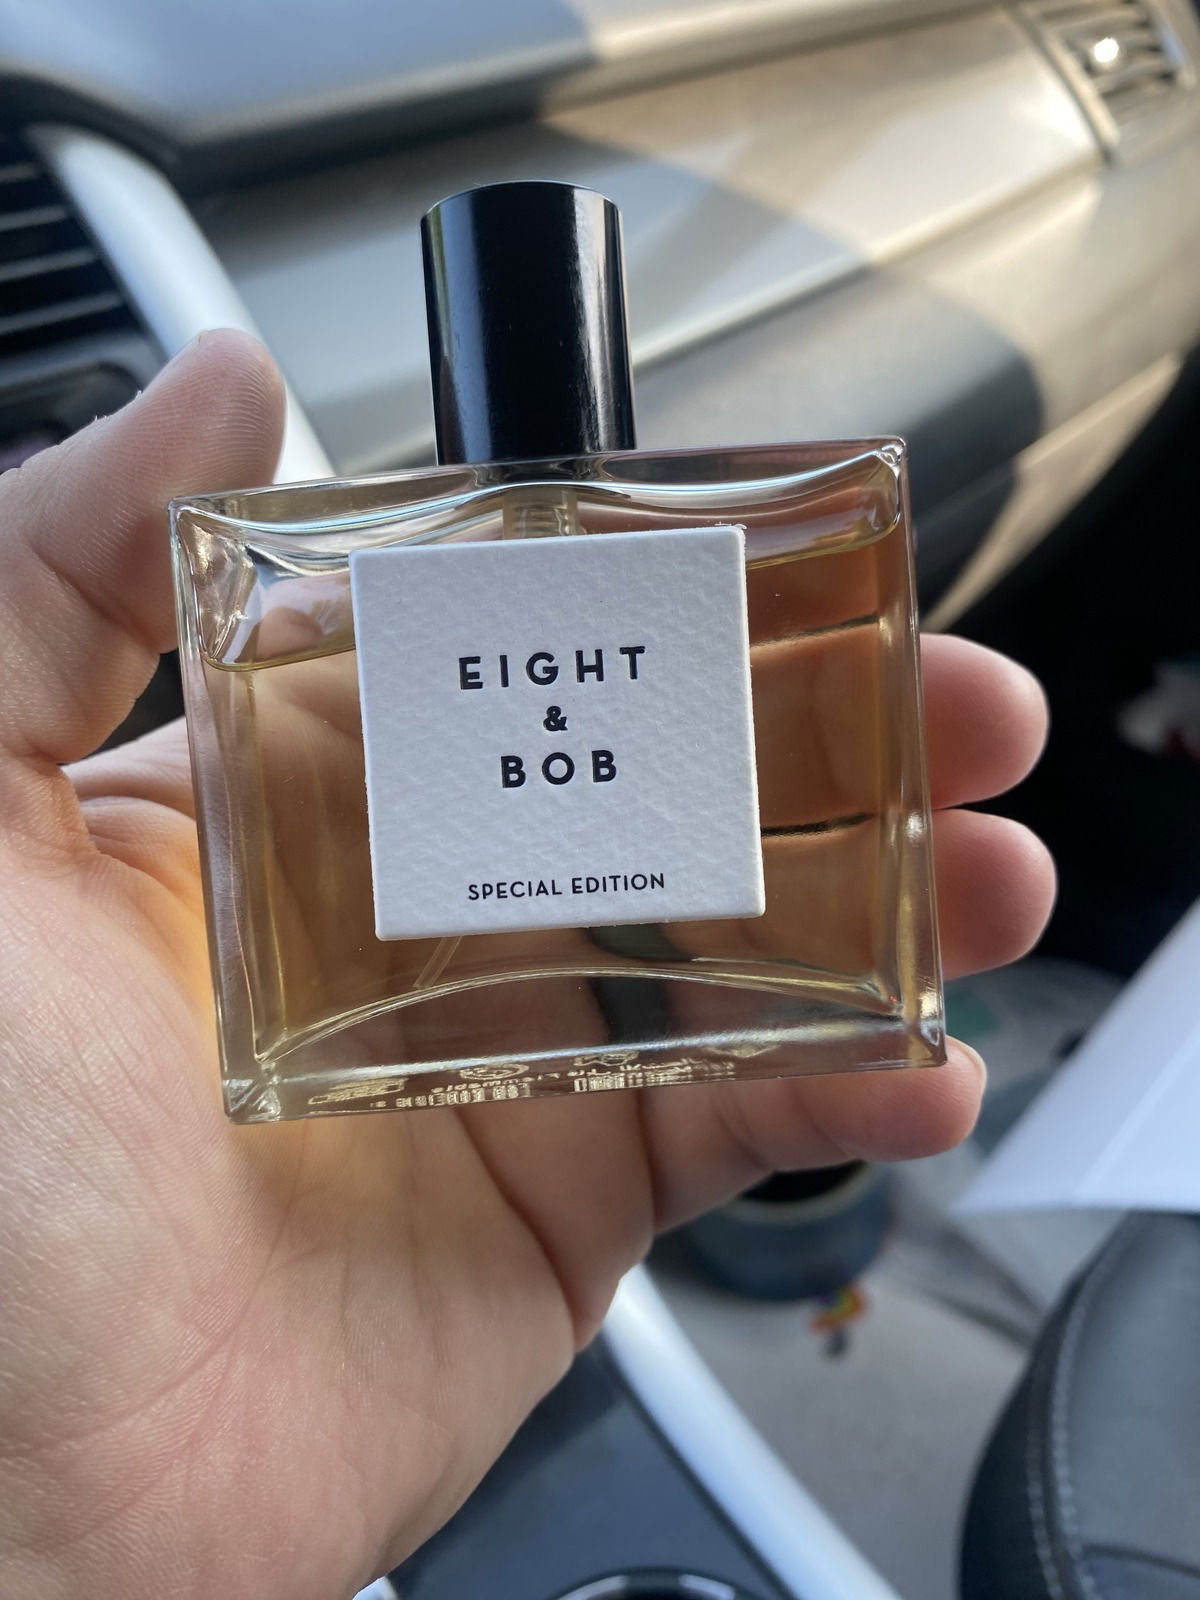 EIGHT
&
BOB
SPECIAL EDITION